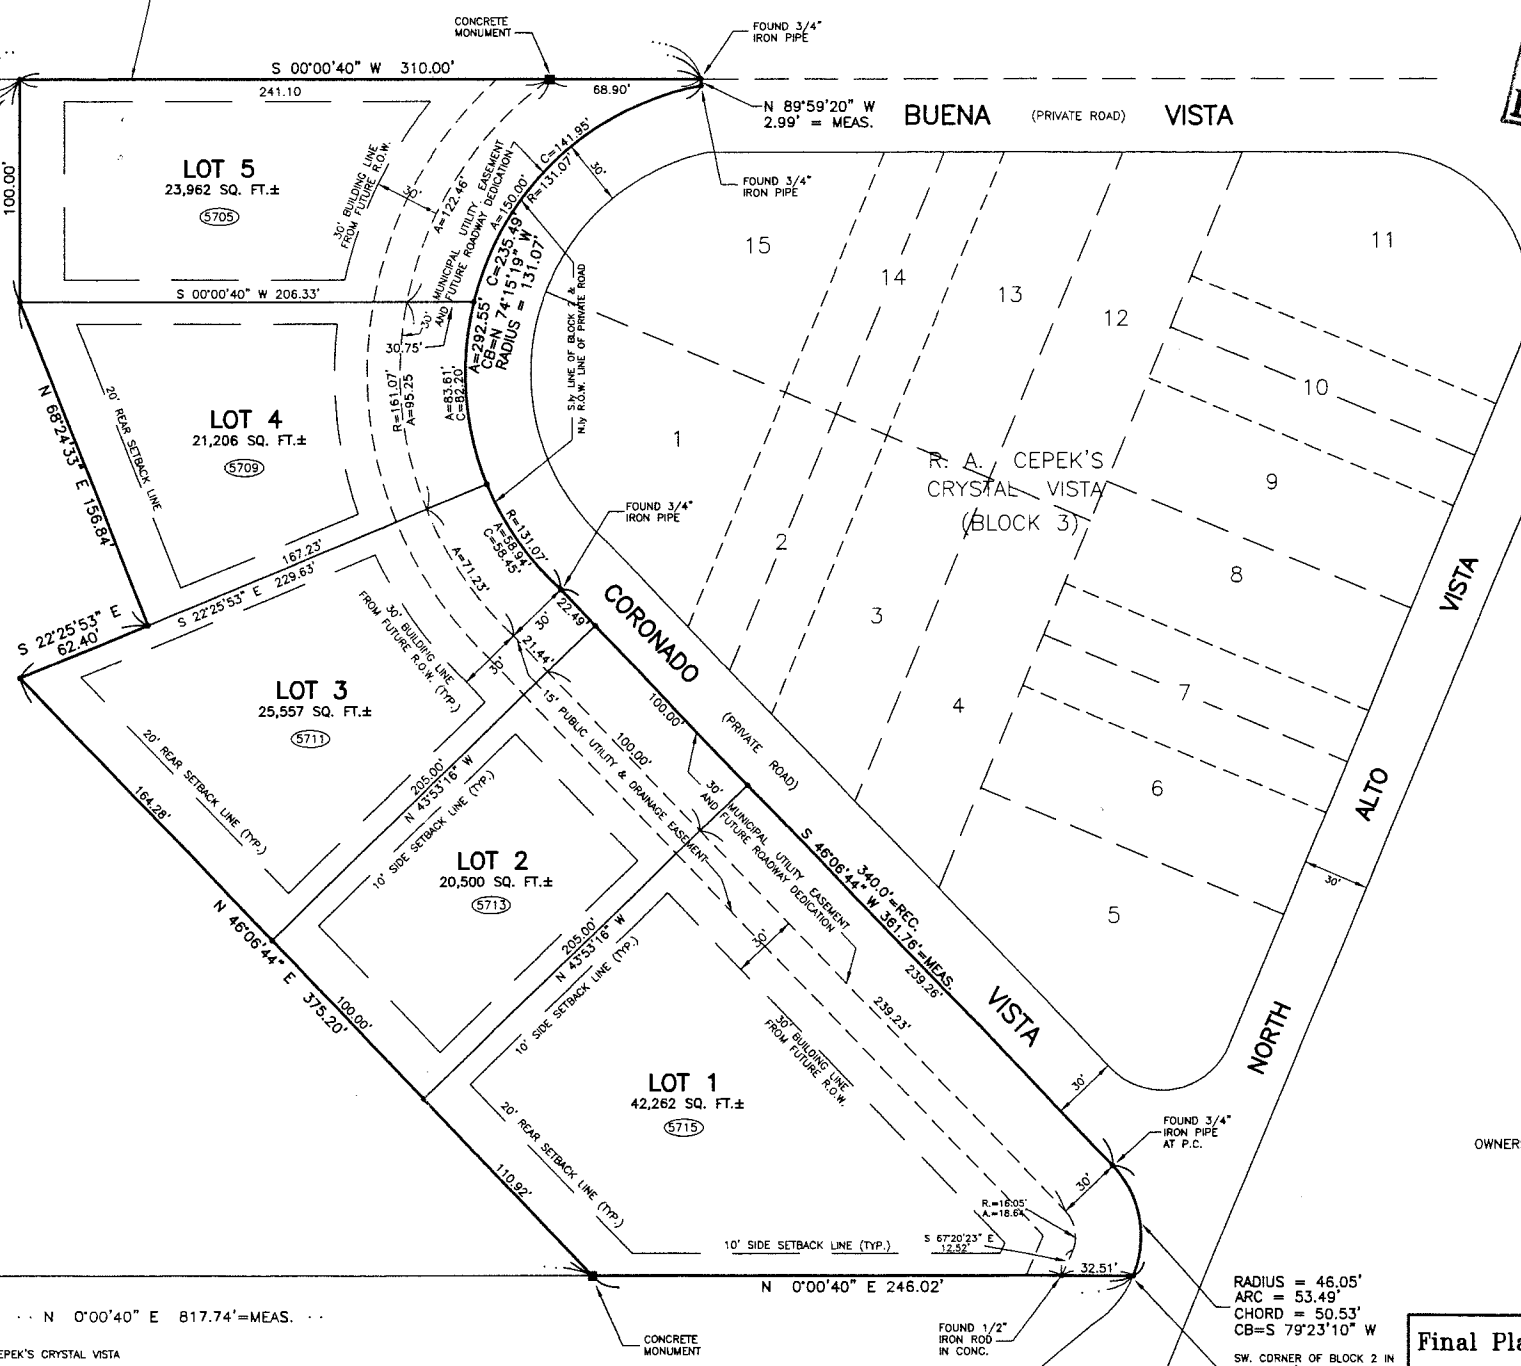 CONCRETE
MONUMENT
FOUND 3/4"
IRON PIPE
S 00°00'40" W 310.00'
241.10
68.90'
N 89°59'20" W
2.99' = MEAS.
BUENA (PRIVATE ROAD) VISTA
FOUND 3/4"
IRON PIPE
100.00'
LOT 5
23,962 SQ. FT.±
5705
30' BUILDING LINE
FROM FUTURE R.O.W.
30'
A=122.46'
MUNICIPAL UTILITY EASEMENT
AND FUTURE ROADWAY DEDICATION
30'
C=141.95'
A=150.00'
R=131.07'
30'
A=292.55' C=235.49'
CB=N 74°15'19" W
RADIUS = 131.07'
S'ly LINE OF BLOCK 2 &
N'ly R.O.W. LINE OF PRIVATE ROAD
S 00°00'40" W 206.33'
30.75'
R=161.07'
A=95.25
A=83.61'
C=82.20'
N 68°24'33" E 156.84'
20' REAR SETBACK LINE
LOT 4
21,206 SQ. FT.±
5709
15
14
13
12
11
10
9
8
7
6
5
4
3
2
1
R. A. CEPEK'S
CRYSTAL VISTA
(BLOCK 3)
FOUND 3/4"
IRON PIPE
R=131.07'
A=58.94'
C=58.45'
A=71.23'
167.23'
S 22°25'53" E 229.63'
S 22°25'53" E
62.40'
30' BUILDING LINE
FROM FUTURE R.O.W. (TYP.)
22.49'
30'
21.44'
30'
LOT 3
25,557 SQ. FT.±
5711
20' REAR SETBACK LINE (TYP.)
164.28'
205.00'
N 43°53'16" W
10' SIDE SETBACK LINE (TYP.)
15' PUBLIC UTILITY & DRAINAGE EASEMENT
100.00'
100.00'
CORONADO (PRIVATE ROAD) VISTA
30' MUNICIPAL UTILITY EASEMENT
AND FUTURE ROADWAY DEDICATION
LOT 2
20,500 SQ. FT.±
5713
N 46°06'44" E 375.20'
100.00'
205.00'
N 43°53'16" W
10' SIDE SETBACK LINE (TYP.)
340.0'=REC.
S 46°06'44" W 361.76'=MEAS.
239.26'
30'
239.23'
30' BUILDING LINE
FROM FUTURE R.O.W.
LOT 1
42,262 SQ. FT.±
5715
20' REAR SETBACK LINE (TYP.)
110.92'
NORTH ALTO VISTA
30'
30'
FOUND 3/4"
IRON PIPE
AT P.C.
OWNER
30'
R.=16.05'
A.=18.64'
S 67°20'23" E
12.52'
10' SIDE SETBACK LINE (TYP.)
32.51'
N 0°00'40" E 246.02'
N 0°00'40" E 817.74'=MEAS.
CONCRETE
MONUMENT
FOUND 1/2"
IRON ROD
IN CONC.
RADIUS = 46.05'
ARC = 53.49'
CHORD = 50.53'
CB=S 79°23'10" W
SW. CORNER OF BLOCK 2 IN
EPEK'S CRYSTAL VISTA
Final Pla